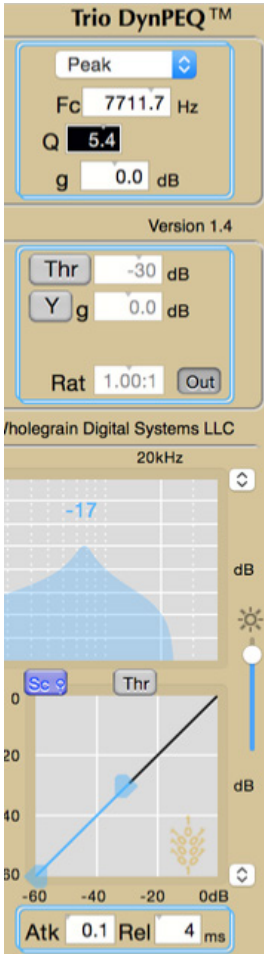 Trio DynPEQ™
Peak
Fc 7711.7 Hz
Q 5.4
g 0.0 dB
Version 1.4
Thr -30 dB
Y g 0.0 dB
Rat 1.00:1 Out
Wholegrain Digital Systems LLC
20kHz
-17
dB
Sc Thr
0
20
dB
40
60
-60 -40 -20 0dB
Atk 0.1 Rel 4 ms